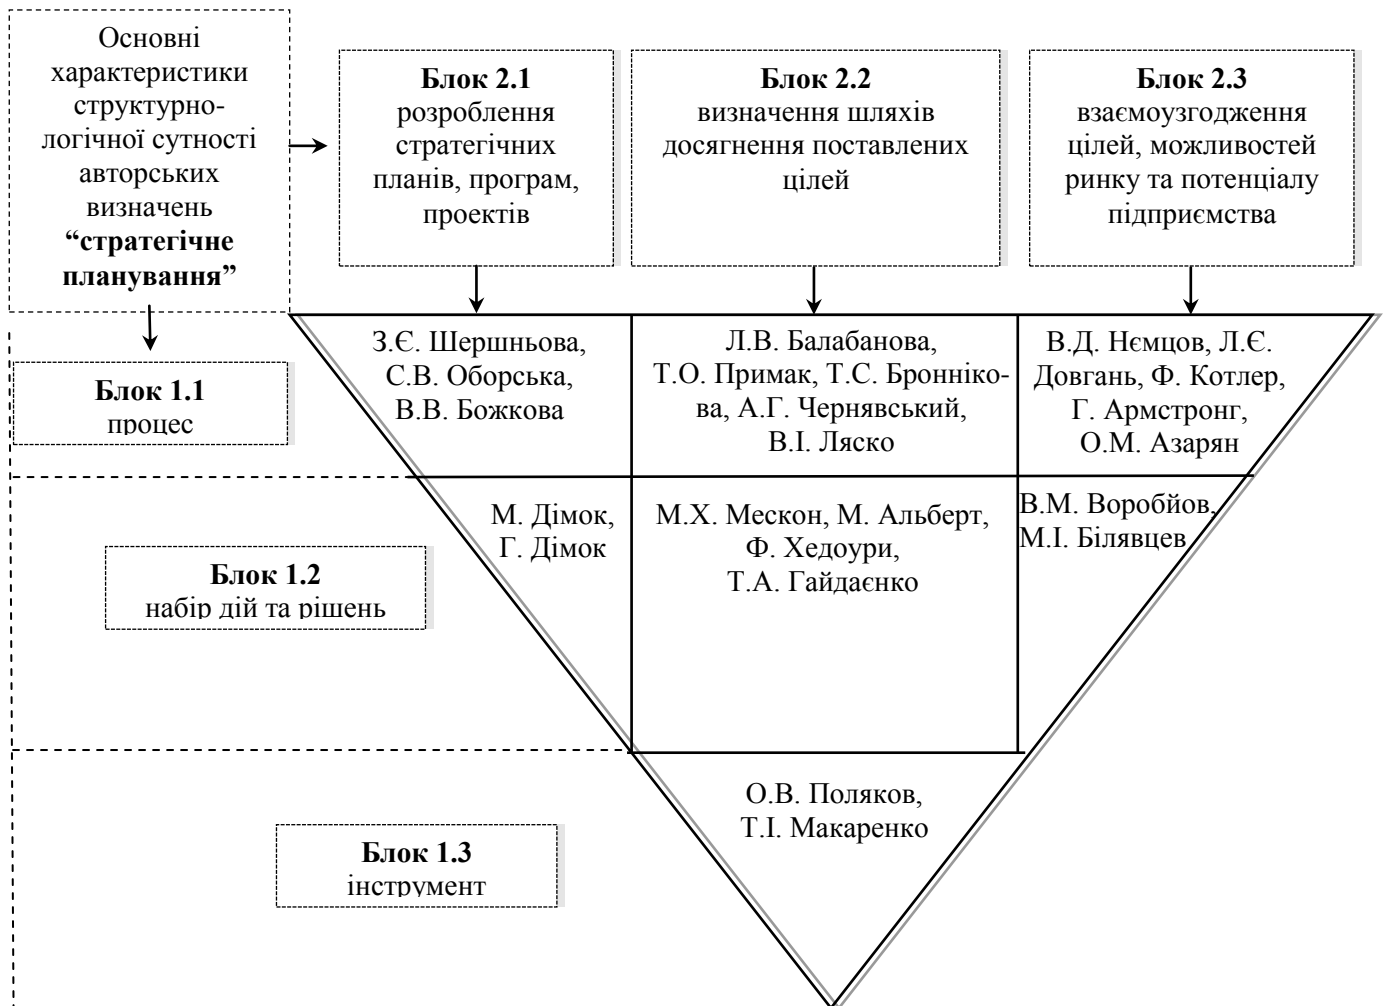 Основні
характеристики
структурно-
логічної сутності
авторських
визначень
“стратегічне
планування”
Блок 2.1
розроблення
стратегічних
планів, програм,
проектів
Блок 2.2
визначення шляхів
досягнення поставлених
цілей
Блок 2.3
взаємоузгодження
цілей, можливостей
ринку та потенціалу
підприємства
Блок 1.1
процес
З.Є. Шершньова,
С.В. Оборська,
В.В. Божкова
Л.В. Балабанова,
Т.О. Примак, Т.С. Бронніко-
ва, А.Г. Чернявський,
В.І. Ляско
В.Д. Нємцов, Л.Є.
Довгань, Ф. Котлер,
Г. Армстронг,
О.М. Азарян
Блок 1.2
набір дій та рішень
М. Дімок,
Г. Дімок
М.Х. Мескон, М. Альберт,
Ф. Хедоури,
Т.А. Гайдаєнко
В.М. Воробйов,
М.І. Білявцев
Блок 1.3
інструмент
О.В. Поляков,
Т.І. Макаренко